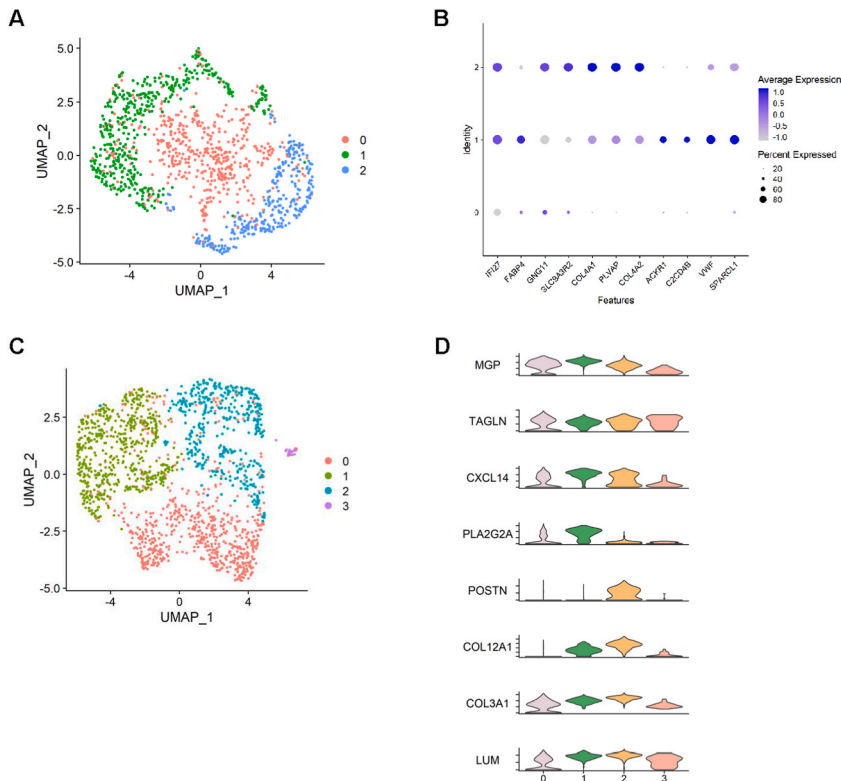 A
5.0
2.5
0.0
-2.5
-5.0
UMAP_2
-4
0
4
UMAP_1
0
1
2
B
2
1
0
Identity
IFI27
FABP4
GNG11
SLC9A3R2
COL4A1
PLVAP
COL4A2
ACKR1
C2CD4B
VWF
SPARCL1
Features
Average Expression
1.0
0.5
0.0
-0.5
-1.0
Percent Expressed
20
40
60
80
C
2.5
0.0
-2.5
-5.0
UMAP_2
-4
0
4
UMAP_1
0
1
2
3
D
MGP
TAGLN
CXCL14
PLA2G2A
POSTN
COL12A1
COL3A1
LUM
0 1 2 3